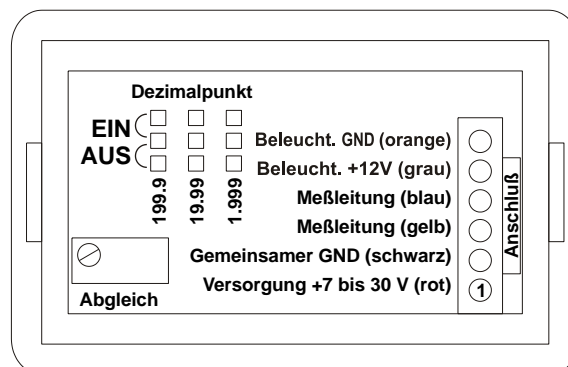 Dezimalpunkt
EIN
AUS
199.9
19.99
1.999
Beleucht. GND (orange)
Beleucht. +12V (grau)
Meßleitung (blau)
Meßleitung (gelb)
Gemeinsamer GND (schwarz)
Versorgung +7 bis 30 V (rot)
1
Anschluß
Abgleich